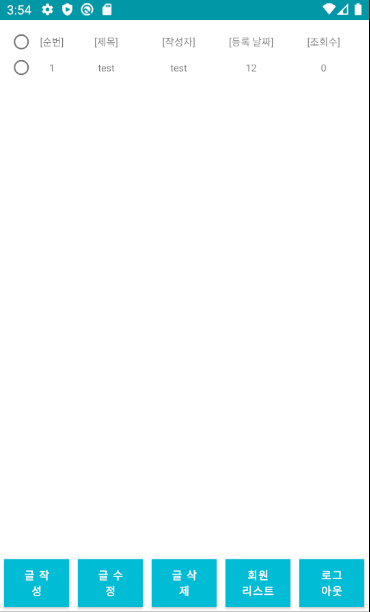 3:54
[순번] [제목] [작성자] [등록 날짜] [조회수]
1 test test 12 0
글 작
성
글 수
정
글 삭
제
회원
리스트
로그
아웃